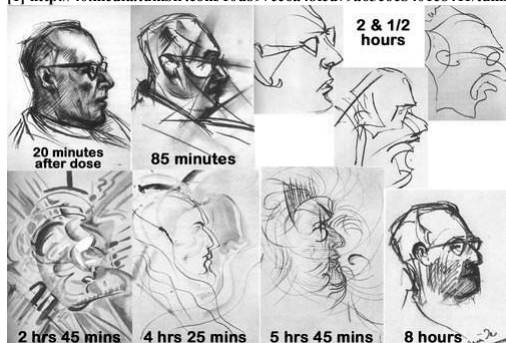 2 & 1/2
hours
20 minutes
after dose
85 minutes
2 hrs 45 mins
4 hrs 25 mins
5 hrs 45 mins
8 hours